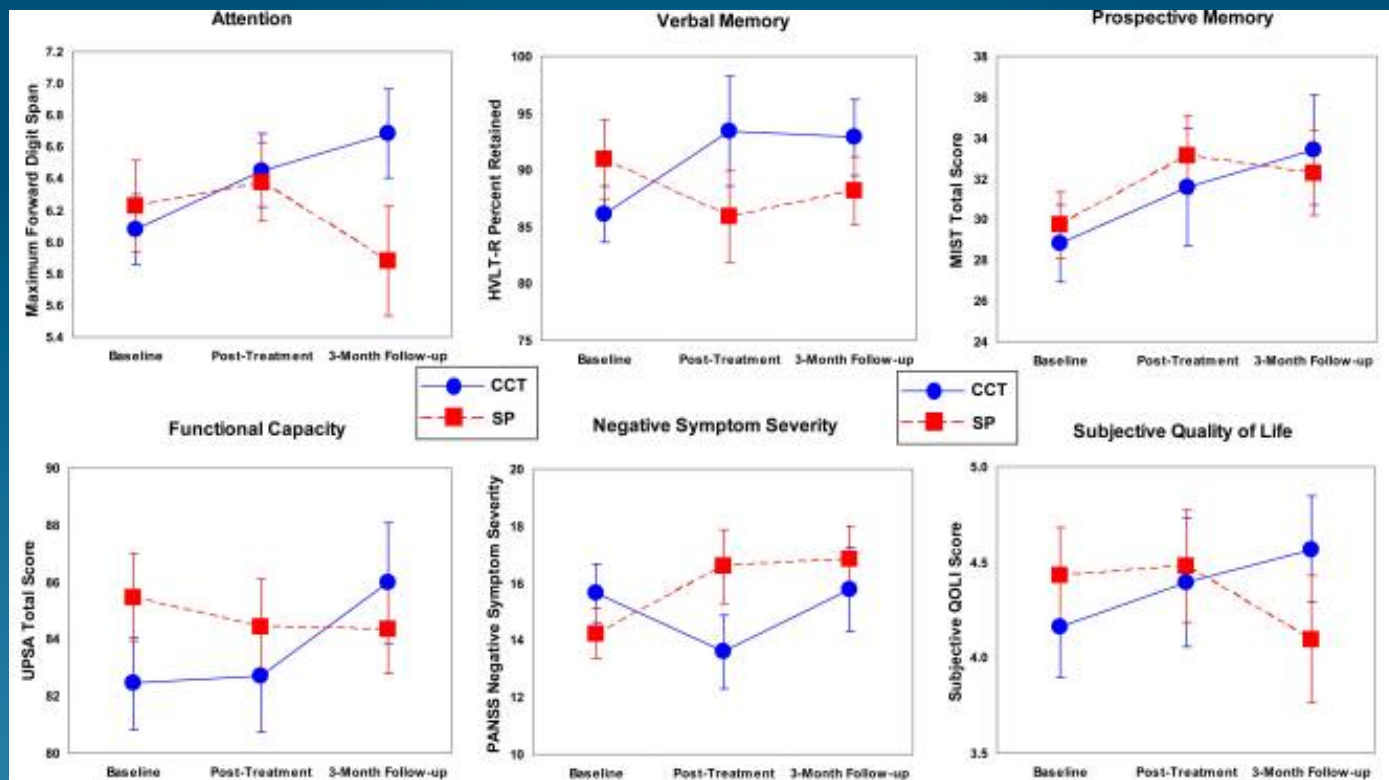 Attention
Verbal Memory
Prospective Memory
Maximum Forward Digit Span
7.2
7.0
6.8
6.6
6.4
6.2
6.0
5.8
5.6
5.4
Baseline
Post-Treatment
3-Month Follow-up
HVLT-R Percent Retained
100
95
90
85
80
75
Baseline
Post-Treatment
3-Month Follow-up
MIST Total Score
38
36
34
32
30
28
26
24
Baseline
Post-Treatment
3-Month Follow-up
CCT
SP
CCT
SP
Functional Capacity
Negative Symptom Severity
Subjective Quality of Life
UPSA Total Score
90
88
86
84
82
80
Baseline
Post-Treatment
3-Month Follow-up
PANSS Negative Symptom Severity
20
18
16
14
12
10
Baseline
Post-Treatment
3-Month Follow-up
Subjective QOLI Score
5.0
4.5
4.0
3.5
Baseline
Post-Treatment
3-Month Follow-up